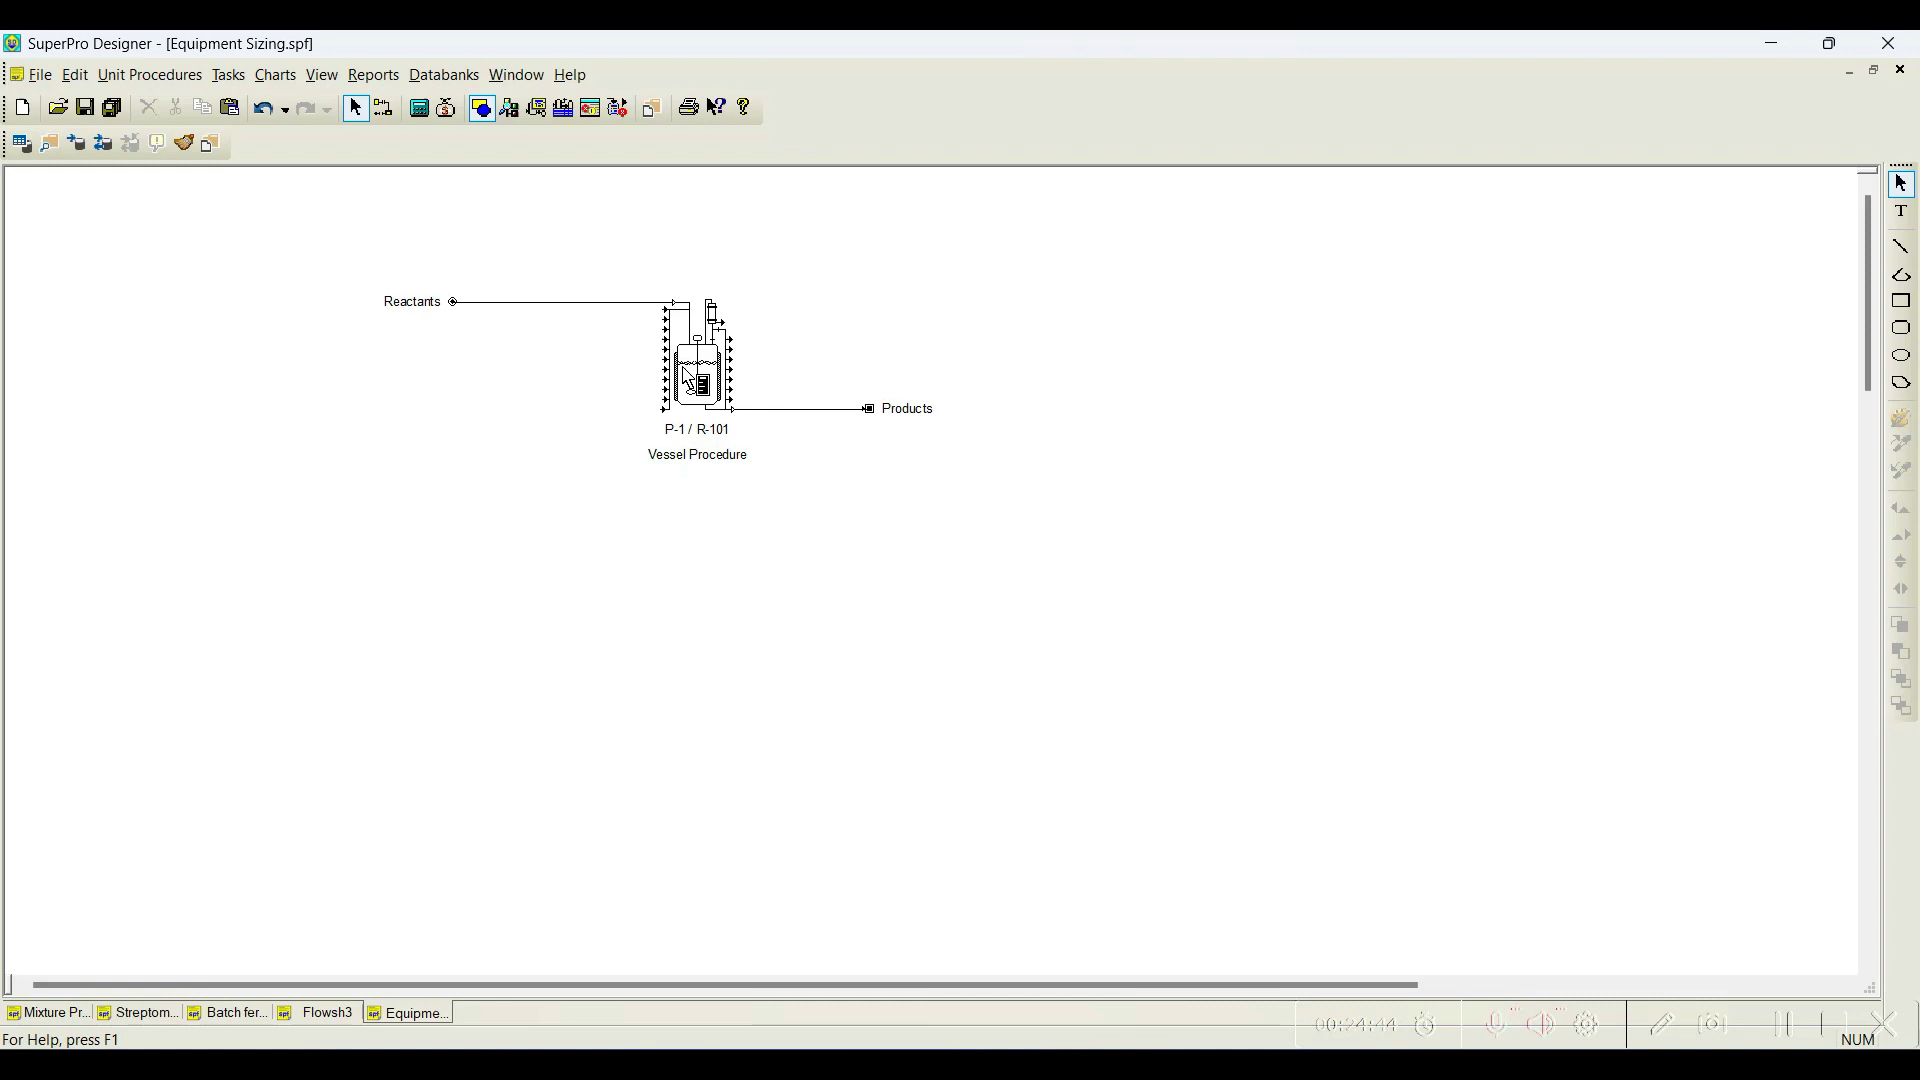 SuperPro Designer - [Equipment Sizing.spf]
File Edit Unit Procedures Tasks Charts View Reports Databanks Window Help
T
Reactants
Products
P-1 / R-101
Vessel Procedure
Mixture Pr... Streptom... Batch fer... Flowsh3 Equipme...
00:24:44
For Help, press F1
NUM